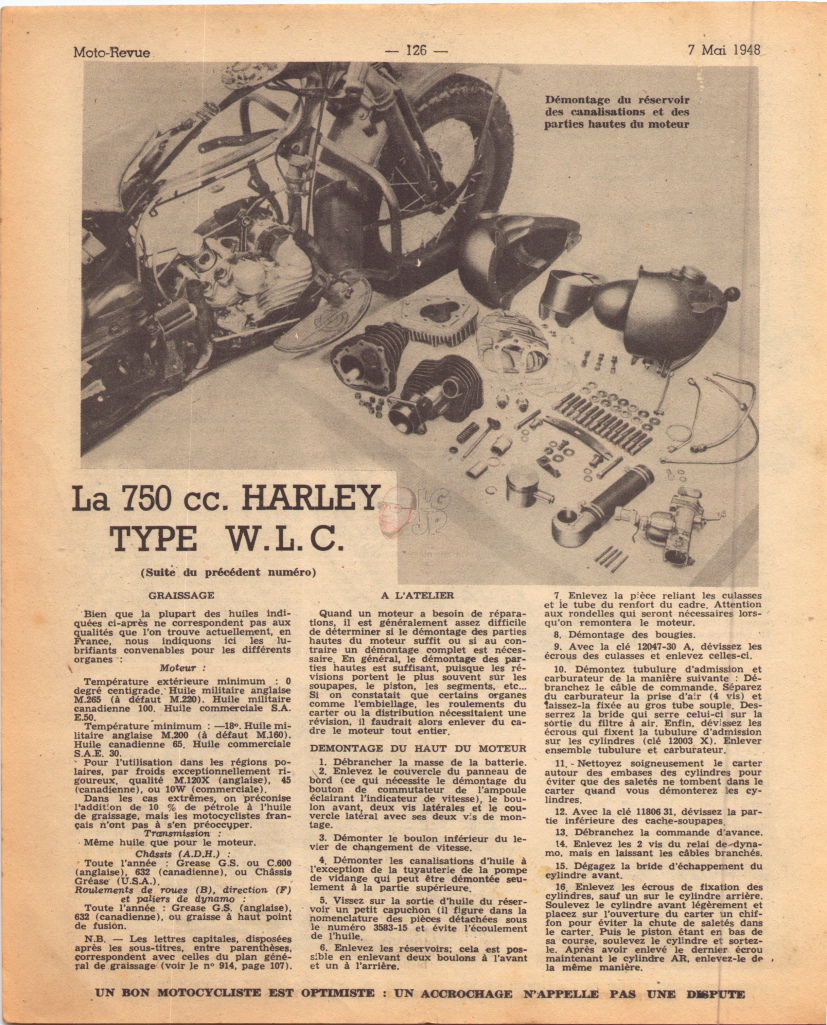 Moto-Revue
— 126 —
7 Mai 1948
Démontage du réservoir
des canalisations et des
parties hautes du moteur
La 750 cc. HARLEY
TYPE W.L.C.
(Suite du précédent numéro)
LG
JP
GRAISSAGE
Bien que la plupart des huiles indi-
quées ci-après ne correspondent pas aux
qualités que l'on trouve actuellement, en
France, nous indiquons ici les lu-
brifiants convenables pour les différents
organes :
Moteur :
Température extérieure minimum : 0
degré centigrade. Huile militaire anglaise
M.265 (à défaut M.220). Huile militaire
canadienne 100. Huile commerciale S.A.
E.50.
Température minimum : —18°. Huile mi-
litaire anglaise M.200 (à défaut M.160).
Huile canadienne 65. Huile commerciale
S.A.E. 30.
Pour l'utilisation dans les régions po-
laires, par froids exceptionnellement ri-
goureux, qualité M.120X (anglaise), 45
(canadienne), ou 10W (commerciale).
Dans les cas extrêmes, on préconise
l'addition de 10 % de pétrole à l'huile
de graissage, mais les motocyclistes fran-
çais n'ont pas à s'en préoccuper.
Transmission :
Même huile que pour le moteur.
Châssis (A.D.H.) :
Toute l'année : Grease G.S. ou C.600
(anglaise), 632 (canadienne), ou Châssis
Grease (U.S.A.).
Roulements de roues (B), direction (F)
et paliers de dynamo :
Toute l'année : Grease G.S. (anglaise),
632 (canadienne), ou graisse à haut point
de fusion.
N.B. — Les lettres capitales, disposées
après les sous-titres, entre parenthèses,
correspondent avec celles du plan géné-
ral de graissage (voir le n° 914, page 107).
A L'ATELIER
Quand un moteur a besoin de répara-
tions, il est généralement assez difficile
de déterminer si le démontage des parties
hautes du moteur suffit ou si au con-
traire un démontage complet est néces-
saire. En général, le démontage des par-
ties hautes est suffisant, puisque les ré-
visions portent le plus souvent sur les
soupapes, le piston, les segments, etc...
Si on constatait que certains organes
comme l'embiellage, les roulements du
carter ou la distribution nécessitaient une
révision, il faudrait alors enlever du ca-
dre le moteur tout entier.
DEMONTAGE DU HAUT DU MOTEUR
1. Débrancher la masse de la batterie.
2. Enlevez le couvercle du panneau de
bord (ce qui nécessite le démontage du
bouton de commutateur de l'ampoule
éclairant l'indicateur de vitesse), le bou-
lon avant, deux vis latérales et le cou-
vercle latéral avec ses deux vis de mon-
tage.
3. Démonter le boulon inférieur du le-
vier de changement de vitesse.
4. Démonter les canalisations d'huile à
l'exception de la tuyauterie de la pompe
de vidange qui peut être démontée seu-
lement à la partie supérieure.
5. Vissez sur la sortie d'huile du réser-
voir un petit capuchon (il figure dans la
nomenclature des pièces détachées sous
le numéro 3583-15 et évite l'écoulement
de l'huile.
6. Enlevez les réservoirs; cela est pos-
sible en enlevant deux boulons à l'avant
et un à l'arrière.
7. Enlevez la pièce reliant les culasses
et le tube du renfort du cadre. Attention
aux rondelles qui seront nécessaires lors-
qu'on remontera le moteur.
8. Démontage des bougies.
9. Avec la clé 12047-30 A, dévissez les
écrous des culasses et enlevez celles-ci.
10. Démontez tubulure d'admission et
carburateur de la manière suivante : Dé-
branchez le câble de commande. Séparez
du carburateur la prise d'air (4 vis) et
laissez-la fixée au gros tube souple. Des-
serrez la bride qui serre celui-ci sur la
sortie du filtre à air. Enfin, dévissez les
écrous qui fixent la tubulure d'admission
sur les cylindres (clé 12003 X). Enlever
ensemble tubulure et carburateur.
11. Nettoyez soigneusement le carter
autour des embases des cylindres pour
éviter que des saletés ne tombent dans le
carter quand vous démonterez les cy-
lindres.
12. Avec la clé 11806 31, dévissez la par-
tie inférieure des cache-soupapes.
13. Débranchez la commande d'avance.
14. Enlevez les 2 vis du relai de dyna-
mo, mais en laissant les câbles branchés.
15. Dégagez la bride d'échappement du
cylindre avant.
16. Enlevez les écrous de fixation des
cylindres, sauf un sur le cylindre arrière.
Soulevez le cylindre avant légèrement et
placez sur l'ouverture du carter un chif-
fon pour éviter la chute de saletés dans
le carter. Puis le piston étant en bas de
sa course, soulevez le cylindre et sortez-
le. Après avoir enlevé le dernier écrou
maintenant le cylindre AR, enlevez-le de
la même manière.
UN BON MOTOCYCLISTE EST OPTIMISTE : UN ACCROCHAGE N'APPELLE PAS UNE DISPUTE